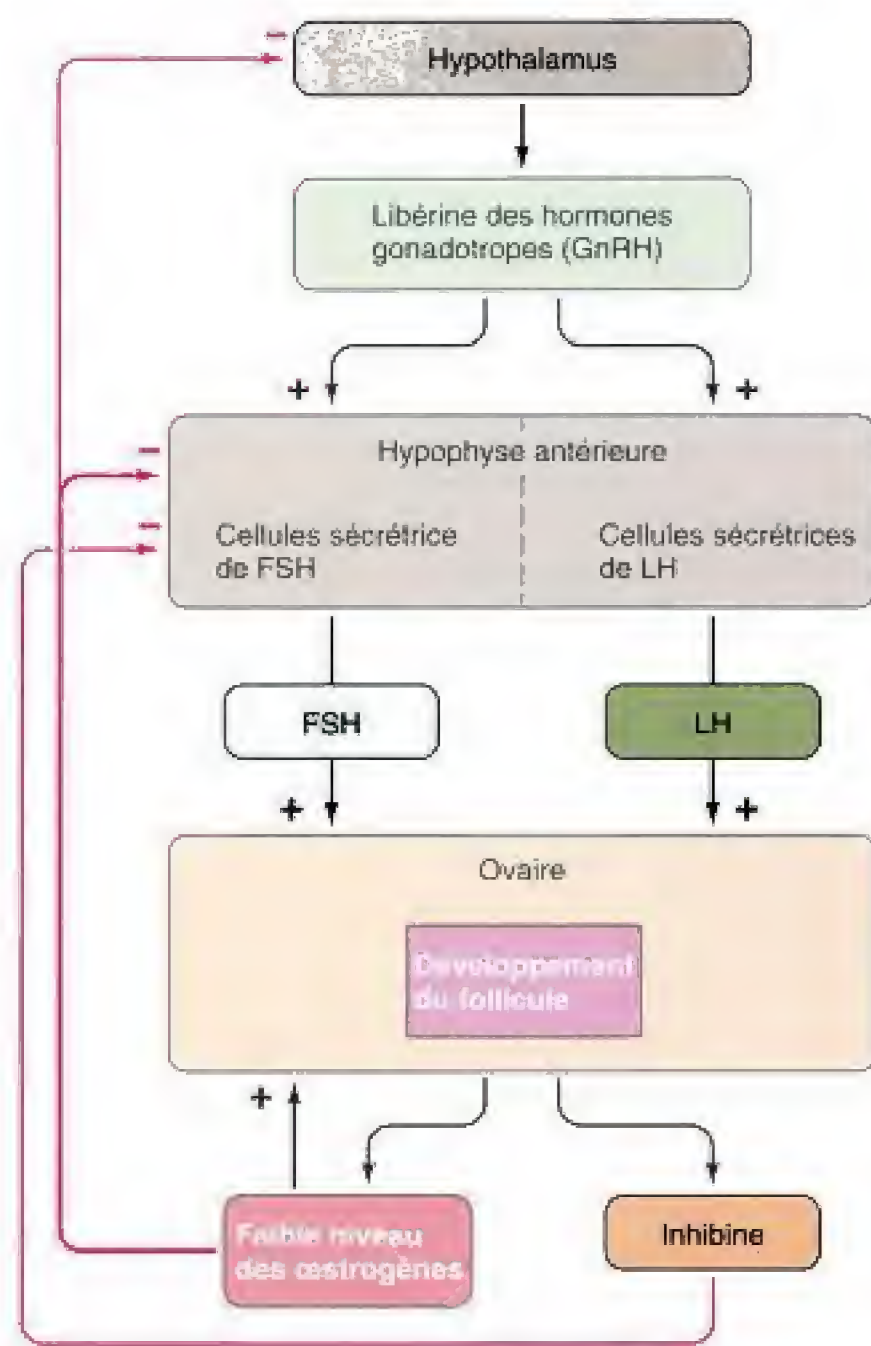 −
Hypothalamus
Libérine des hormones
gonadotropes (GnRH)
+ +
−
Hypophyse antérieure
−
Cellules sécrétrice
de FSH
Cellules sécrétrices
de LH
FSH
LH
+ +
Ovaire
Développement
du follicule
+
Faible niveau
des œstrogènes
Inhibine